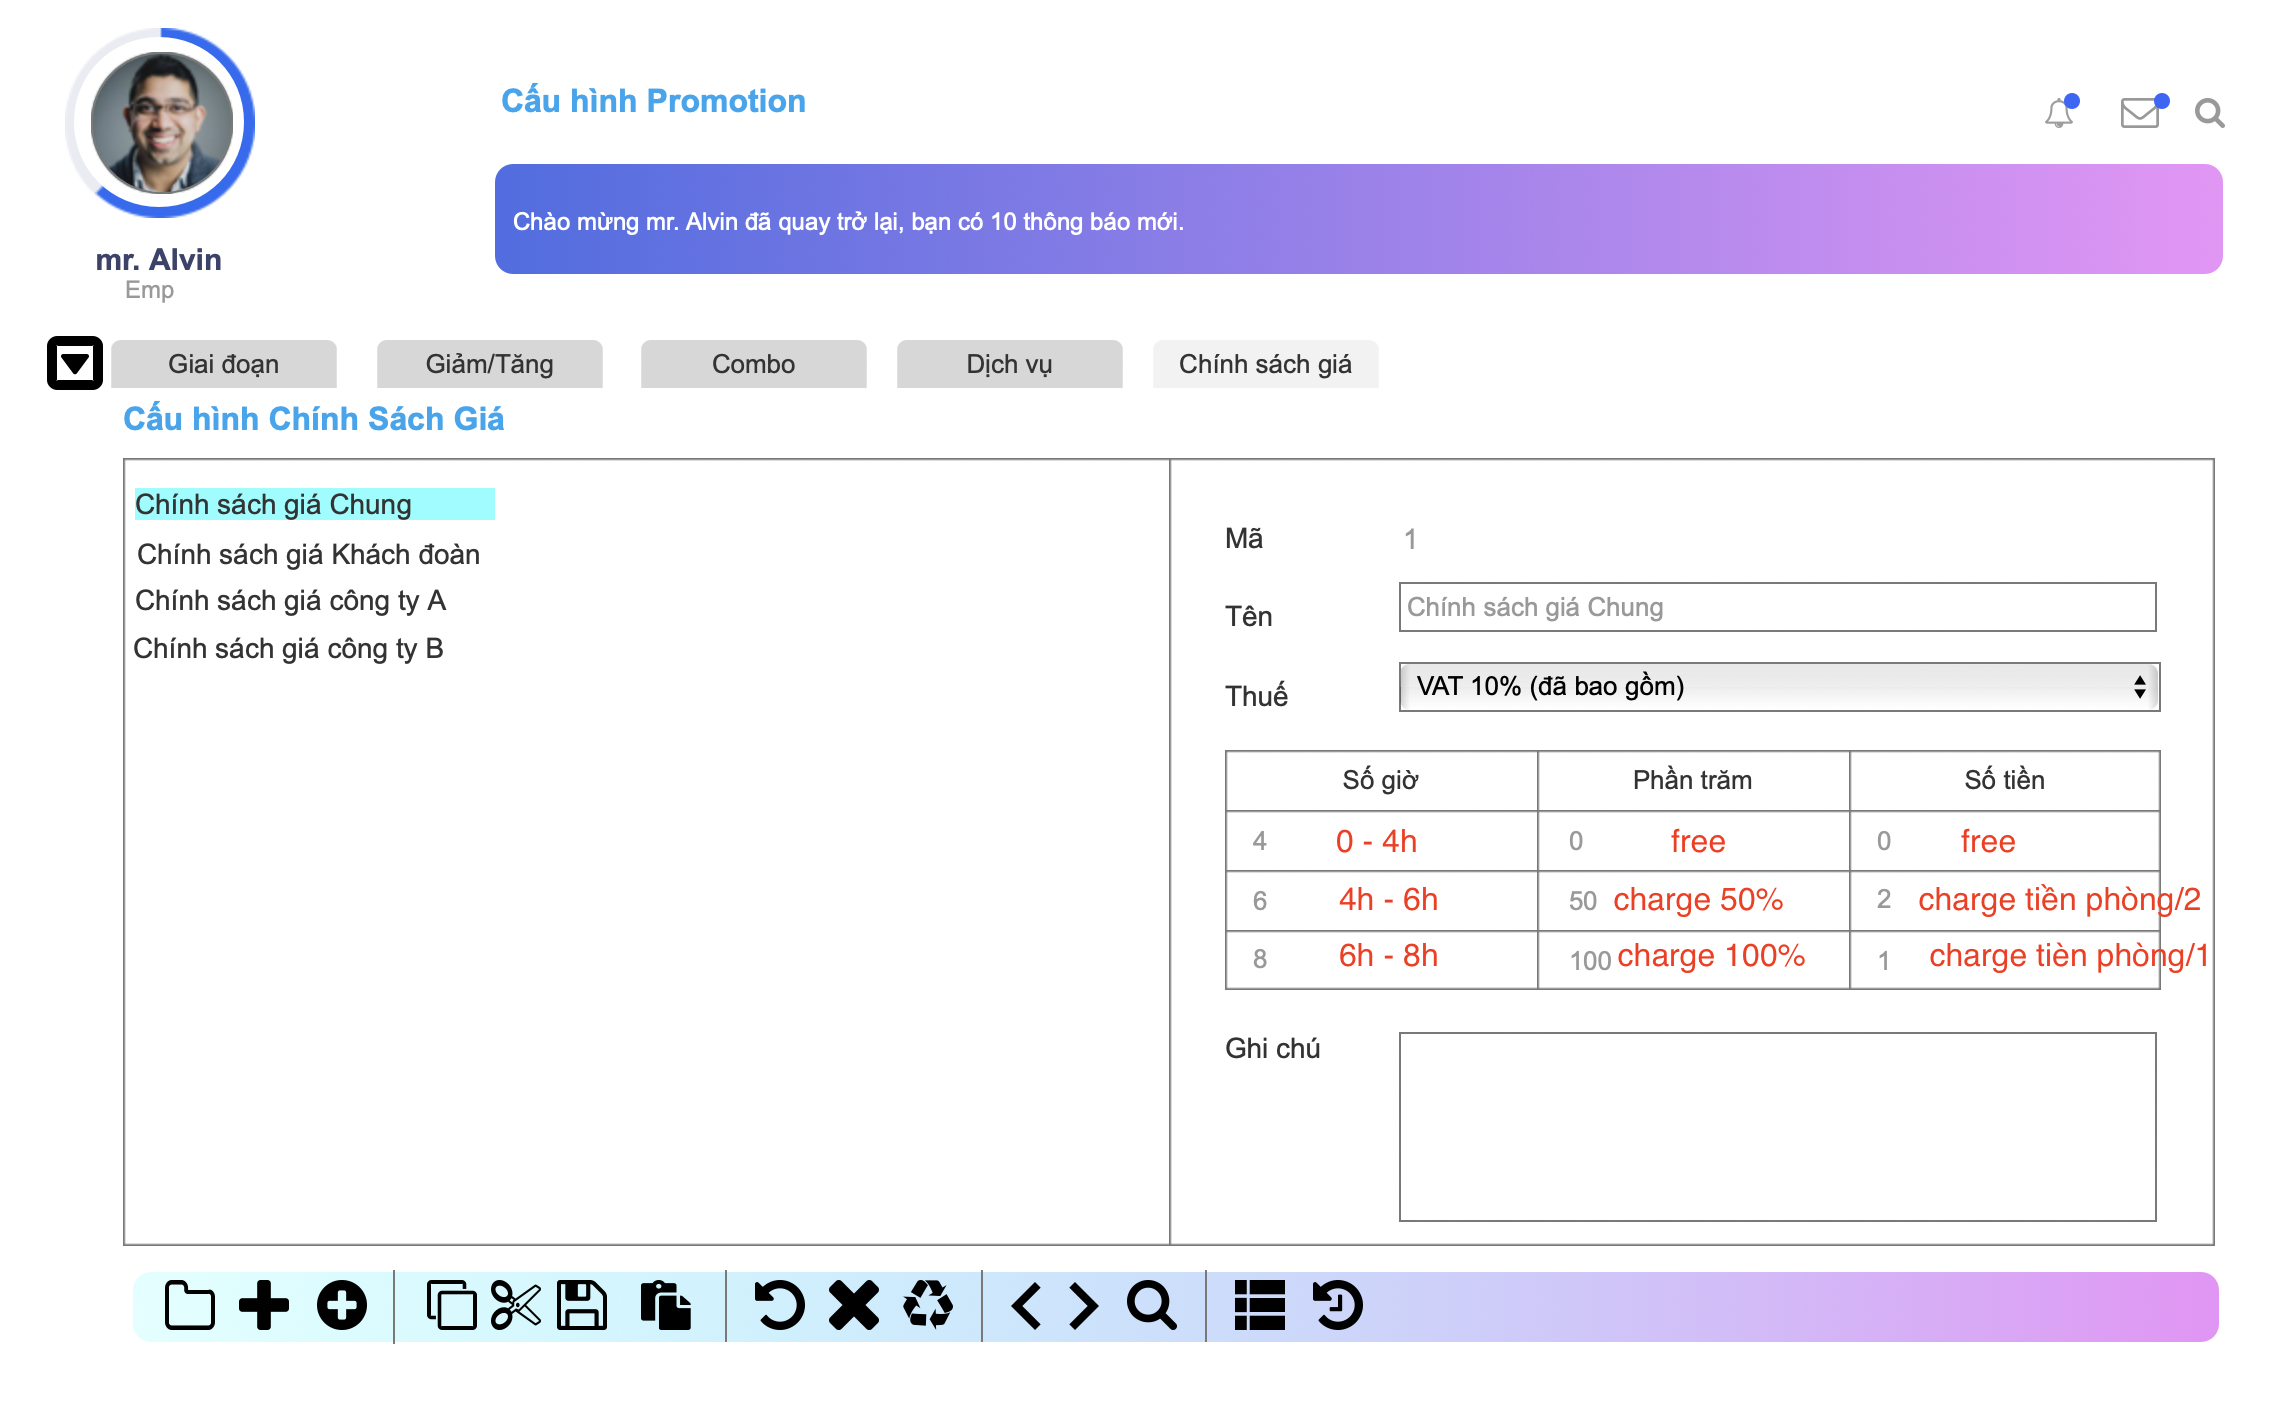 Cấu hình Promotion
Chào mừng mr. Alvin đã quay trở lại, bạn có 10 thông báo mới.
mr. Alvin
Emp
Giai đoạn
Giảm/Tăng
Combo
Dịch vụ
Chính sách giá
Cấu hình Chính Sách Giá
Chính sách giá Chung
Chính sách giá Khách đoàn
Chính sách giá công ty A
Chính sách giá công ty B
Mã 1
Tên Chính sách giá Chung
Thuế VAT 10% (đã bao gồm)
Số giờ Phần trăm Số tiền
4 0 - 4h 0 free 0 free
6 4h - 6h 50 charge 50% 2 charge tiền phòng/2
8 6h - 8h 100 charge 100% 1 charge tièn phòng/1
Ghi chú